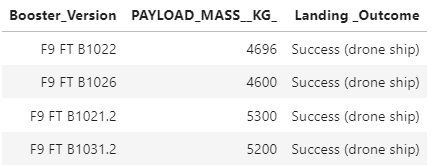 Booster_Version PAYLOAD_MASS__KG_ Landing _Outcome
F9 FT B1022 4696 Success (drone ship)
F9 FT B1026 4600 Success (drone ship)
F9 FT B1021.2 5300 Success (drone ship)
F9 FT B1031.2 5200 Success (drone ship)